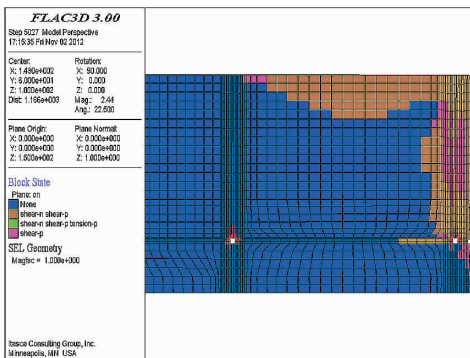 FLAC3D 3.00
Step 5027 Model Perspective
17:16:35 Fri Nov 02 2012
Center: Rotation:
X: 1.490e+002 X: 90.000
Y: 6.000e+001 Y: 0.000
Z: 1.000e+002 Z: 0.000
Dist: 1.166e+003 Mag.: 2.44
Ang.: 22.500
Plane Origin: Plane Normal:
X: 0.000e+000 X: 0.000e+000
Y: 0.000e+000 Y: 0.000e+000
Z: 1.500e+002 Z: 1.000e+000
Block State
Plane: on
None
shear-n shear-p
shear-n shear-p tension-p
shear-p
SEL Geometry
Magfac = 1.000e+000
Itasca Consulting Group, Inc.
Minneapolis, MN USA